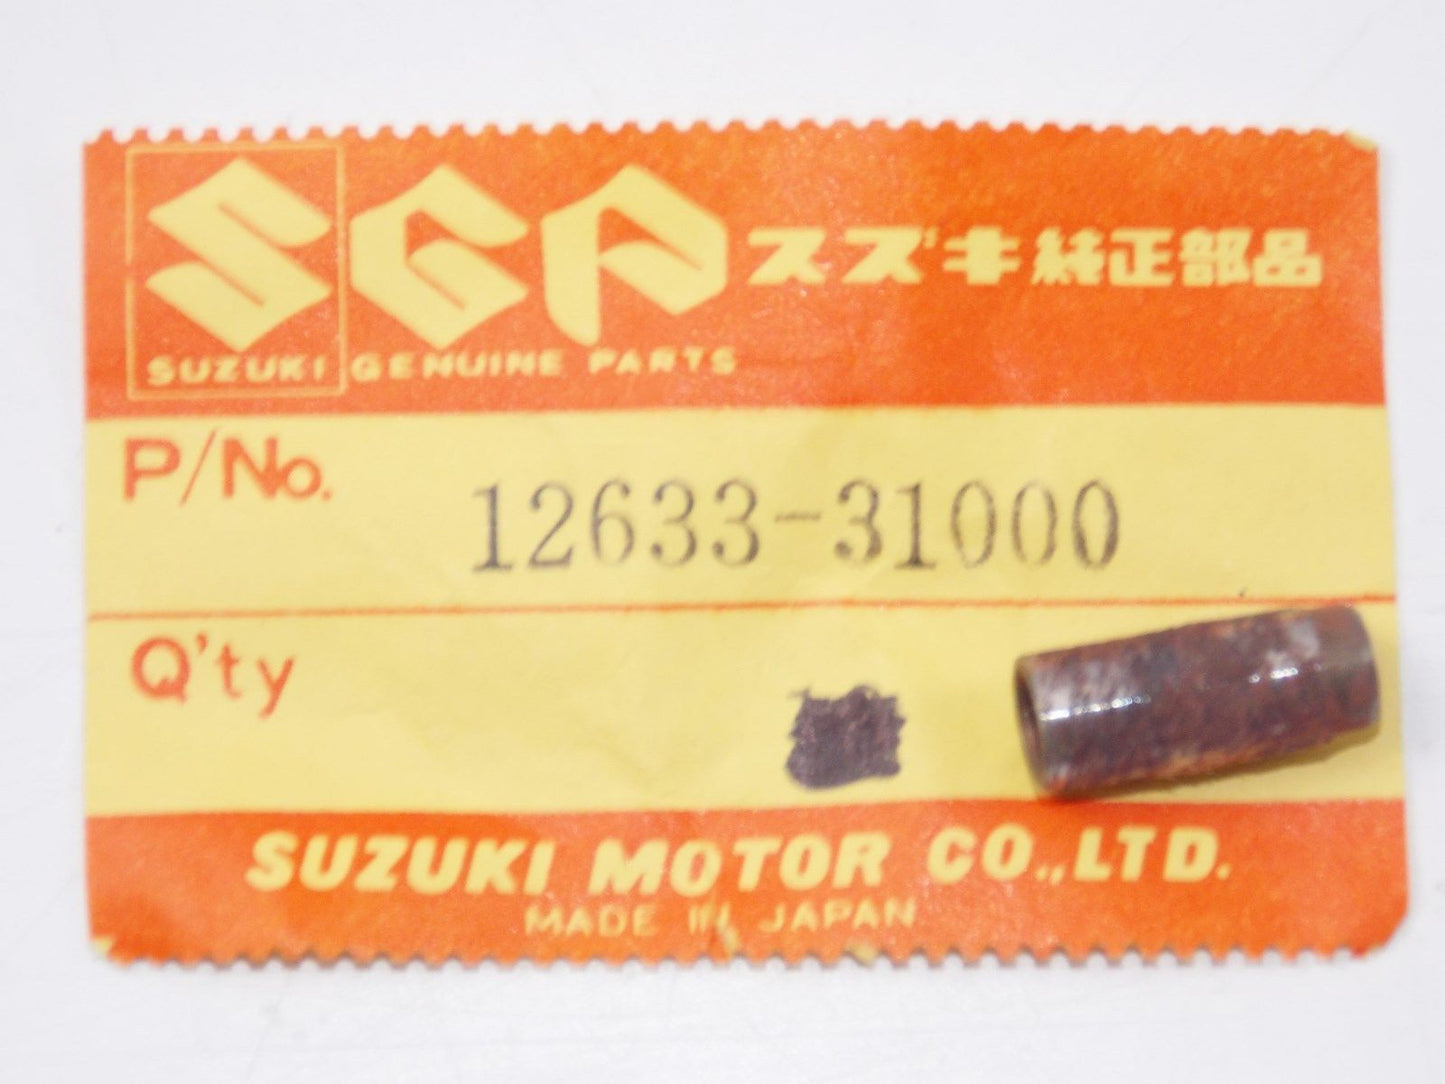 SGP スズキ純正部品
SUZUKI GENUINE PARTS
P/No. 12633-31000
Q'ty
SUZUKI MOTOR CO.,LTD.
MADE IN JAPAN